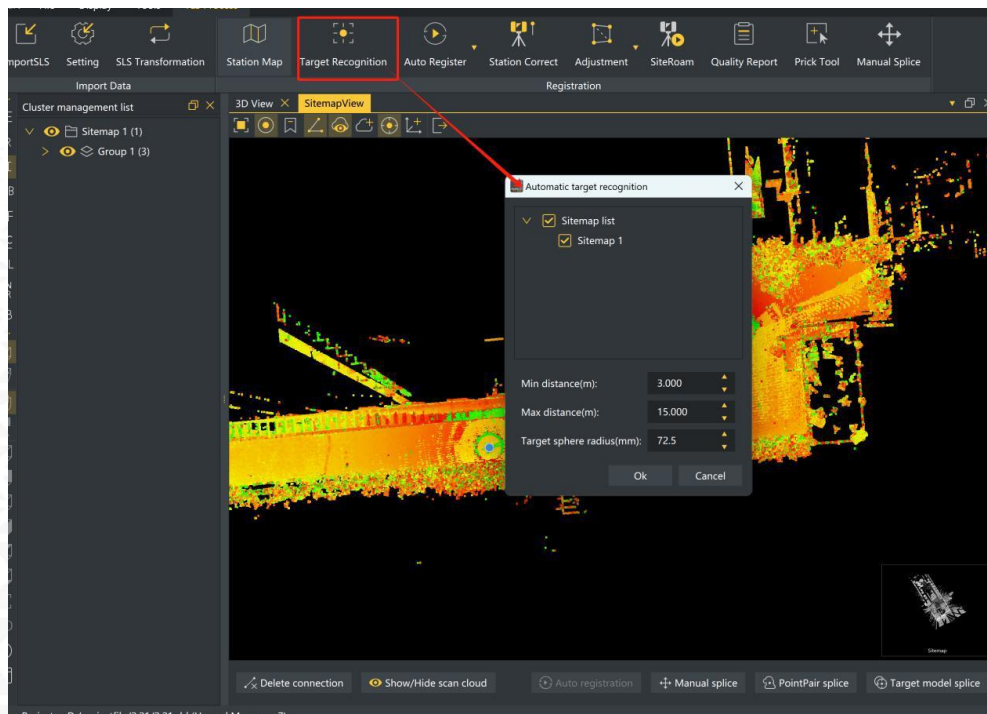 Station Map
Target Recognition
Auto Register
Station Correct
Adjustment
SiteRoam
Quality Report
Prick Tool
Manual Splice
Setting
SLS Transformation
Import Data
Registration
Cluster management list
3D View
SitemapView
Sitemap 1 (1)
Group 1 (3)
Automatic target recognition
Sitemap list
Sitemap 1
Min distance(m):
3.000
Max distance(m):
15.000
Target sphere radius(mm):
72.5
Ok
Cancel
Sitemap
Delete connection
Show/Hide scan cloud
Auto registration
Manual splice
PointPair splice
Target model splice